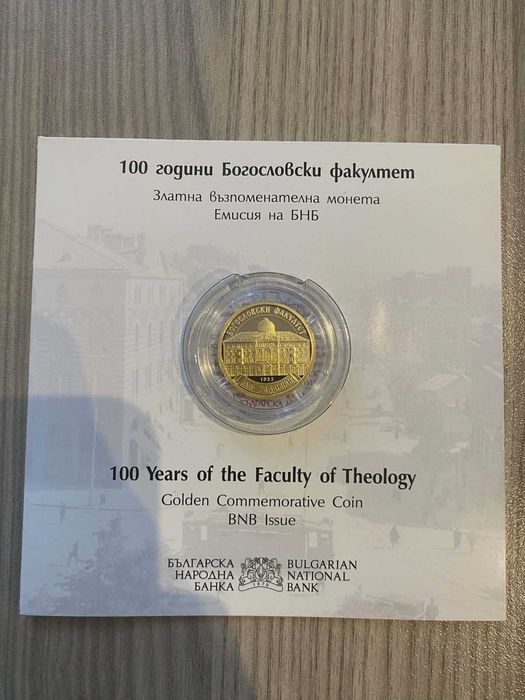 100 години Богословски факултет
Златна възпоменателна монета
Емисия на БНБ
БОГОСЛОВСКИ ФАКУЛТЕТ
1923
БЪЛГАРСКА
100 Years of the Faculty of Theology
Golden Commemorative Coin
BNB Issue
БЪЛГАРСКА
НАРОДНА
БАНКА
1879
BULGARIAN
NATIONAL
BANK